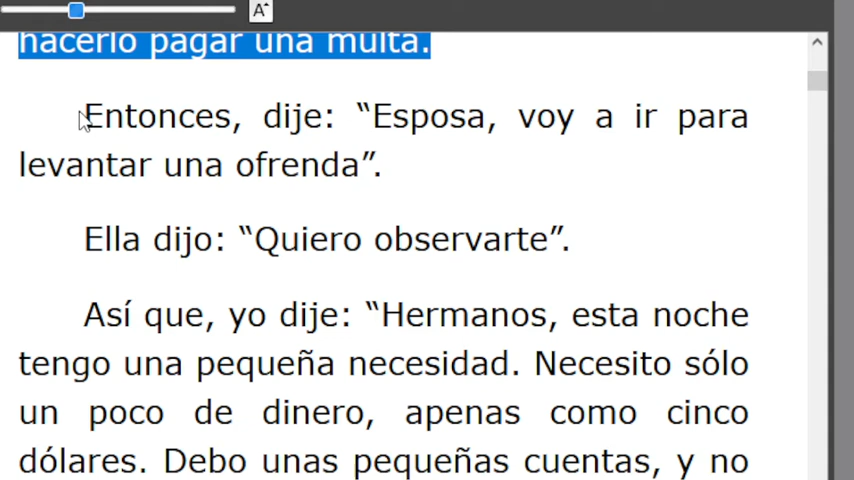 A
hacerlo pagar una multa.
Entonces, dije: “Esposa, voy a ir para
levantar una ofrenda”.
Ella dijo: “Quiero observarte”.
Así que, yo dije: “Hermanos, esta noche
tengo una pequeña necesidad. Necesito sólo
un poco de dinero, apenas como cinco
dólares. Debo unas pequeñas cuentas, y no